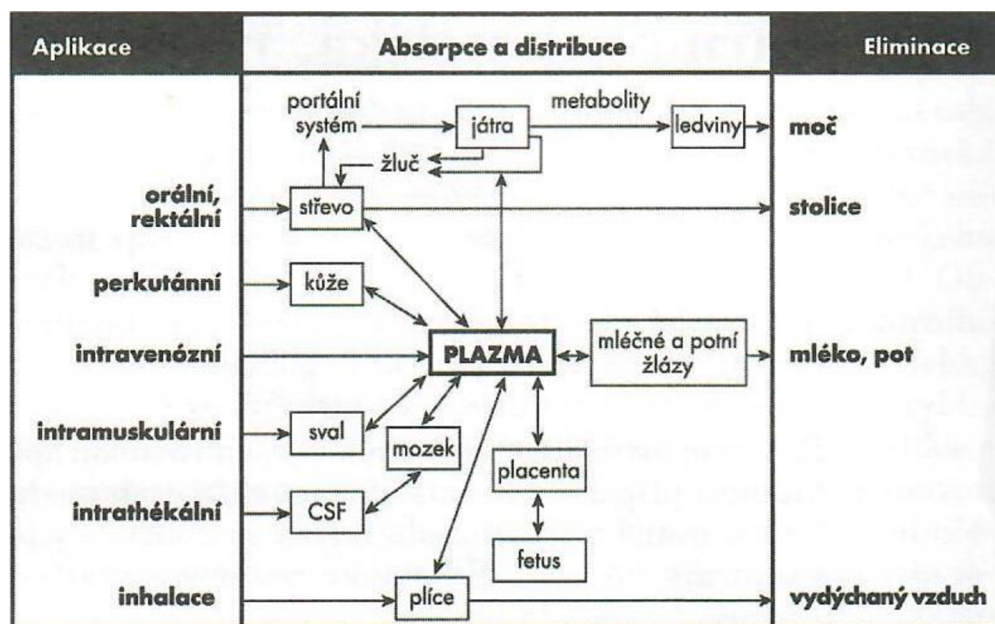 Aplikace
Absorpce a distribuce
Eliminace
portální
systém
játra
metabolity
ledviny
moč
žluč
orální,
rektální
střevo
stolice
perkutánní
kůže
intravenózní
PLAZMA
mléčné a potní
žlázy
mléko, pot
intramuskulární
sval
mozek
placenta
intrathékální
CSF
fetus
inhalace
plíce
vydýchaný vzduch